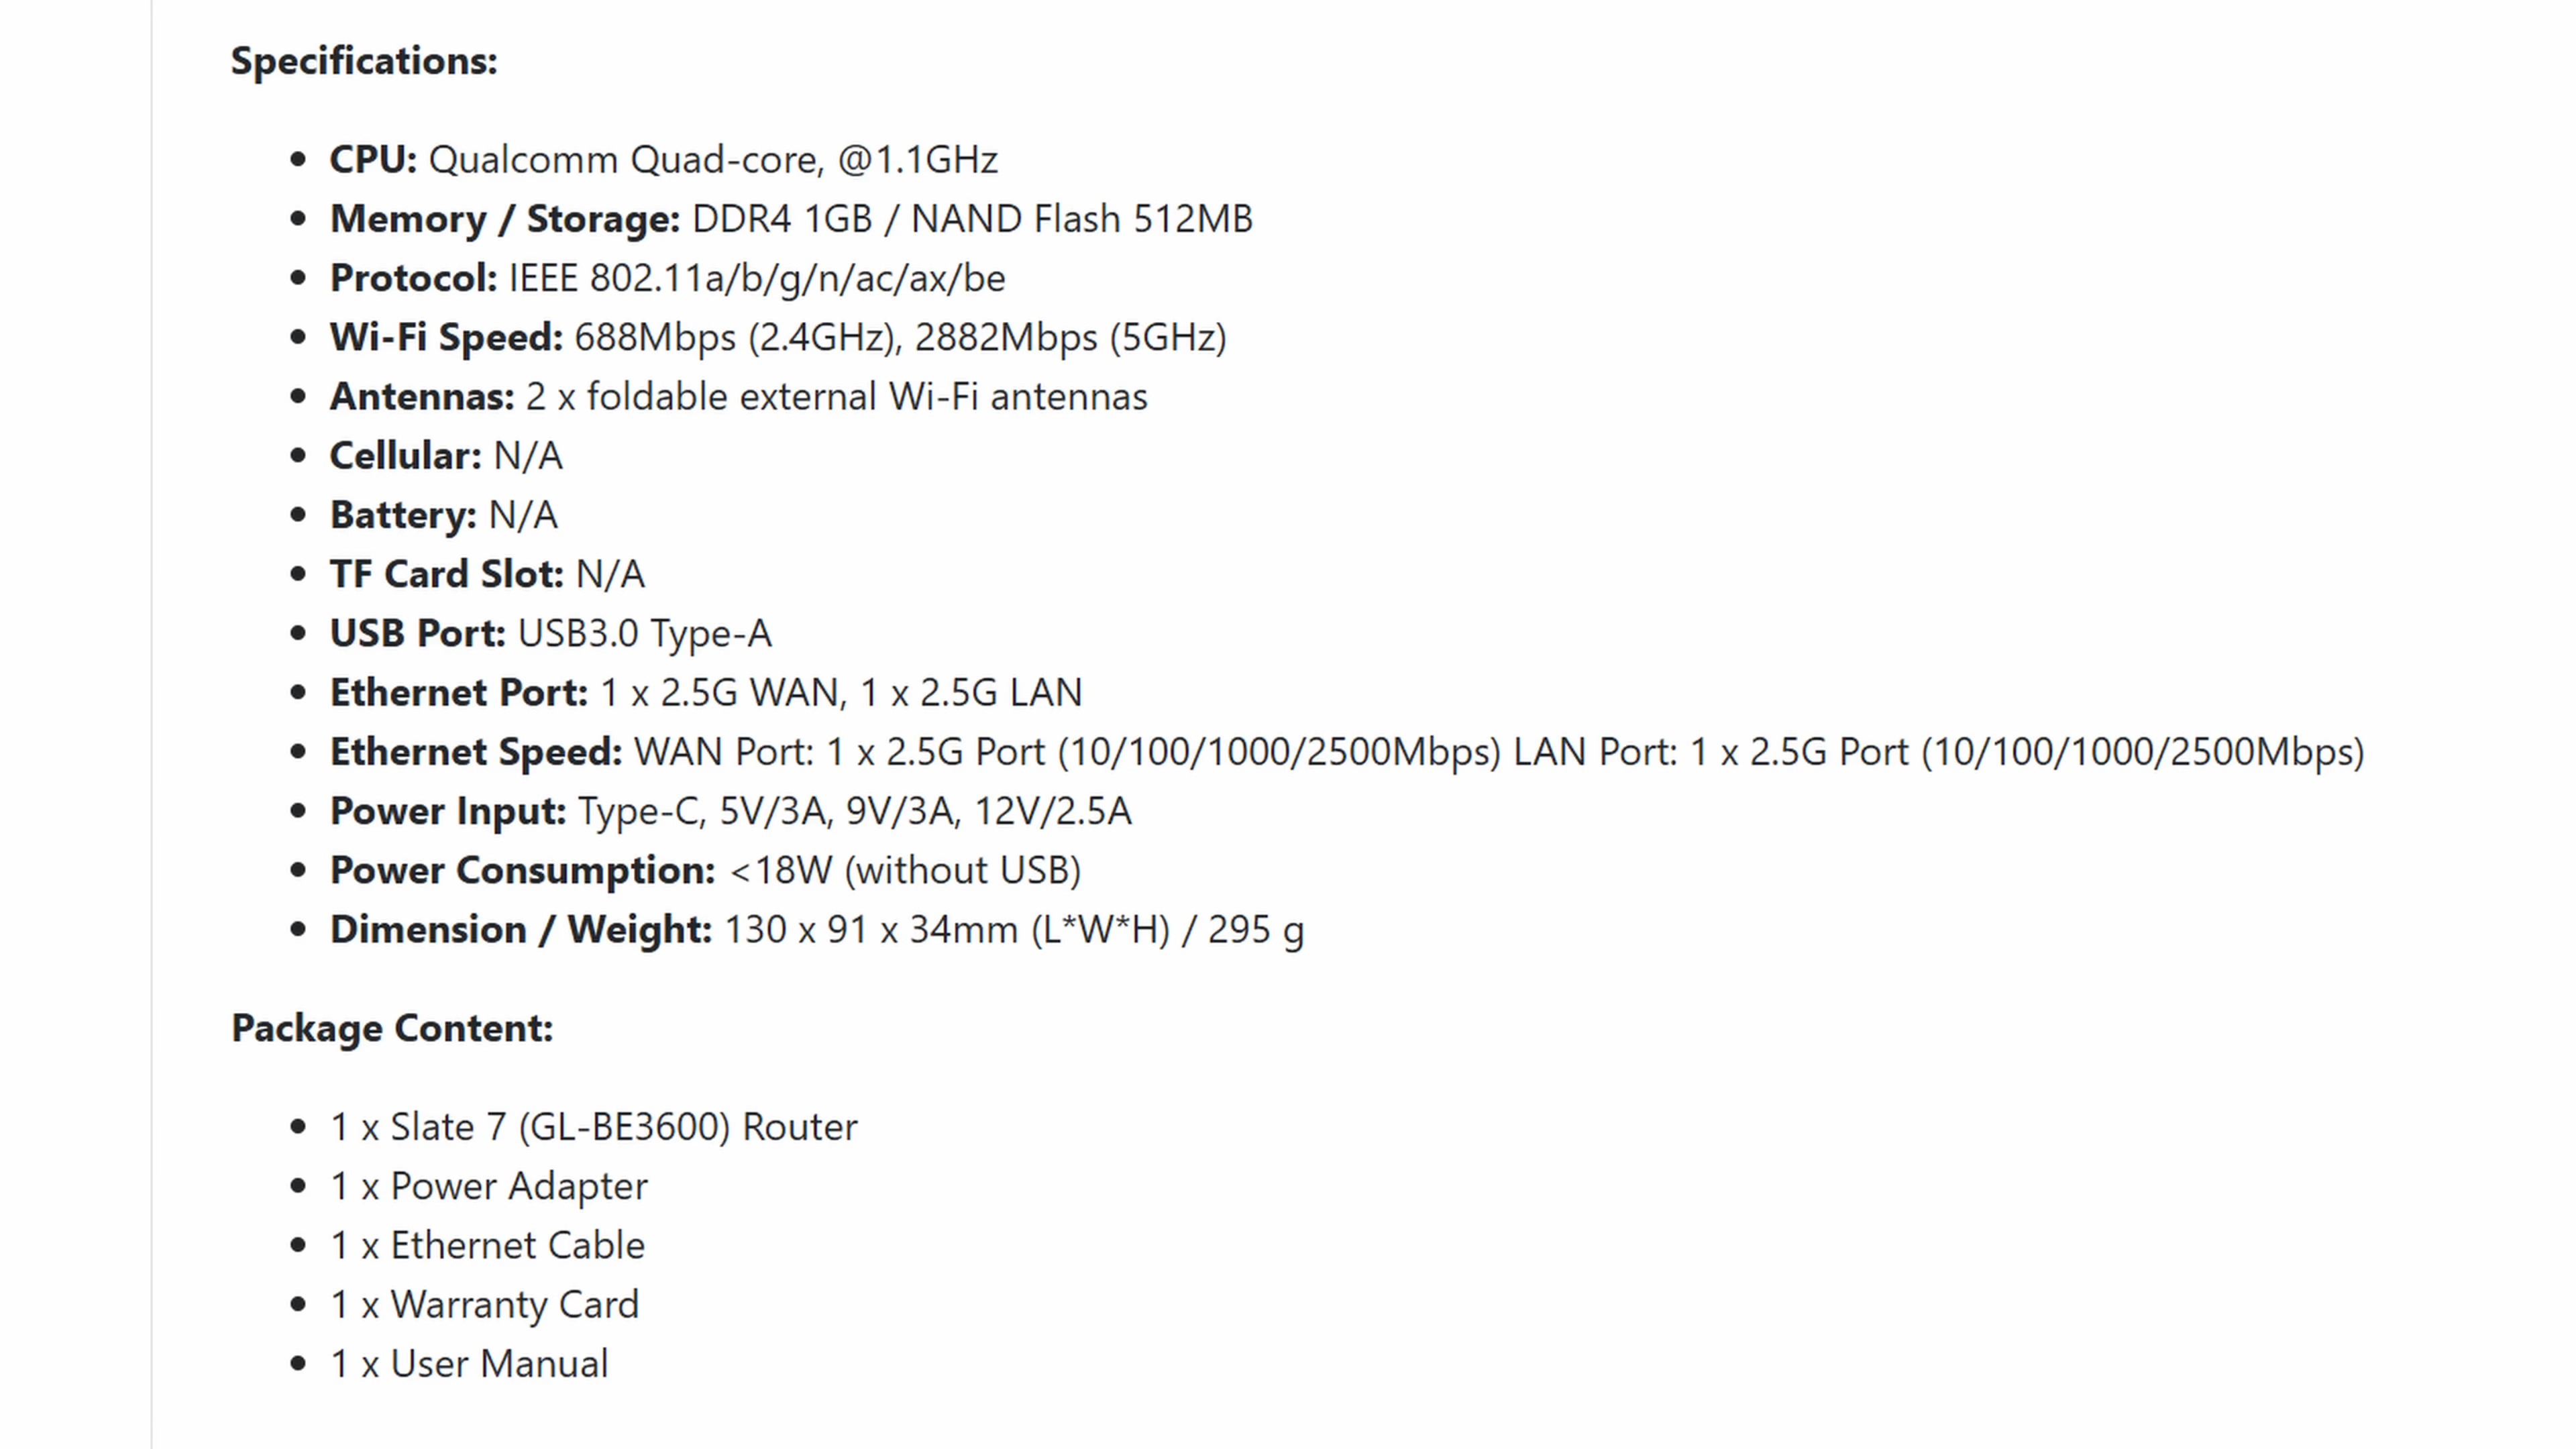 Specifications:
CPU: Qualcomm Quad-core, @1.1GHz
Memory / Storage: DDR4 1GB / NAND Flash 512MB
Protocol: IEEE 802.11a/b/g/n/ac/ax/be
Wi-Fi Speed: 688Mbps (2.4GHz), 2882Mbps (5GHz)
Antennas: 2 x foldable external Wi-Fi antennas
Cellular: N/A
Battery: N/A
TF Card Slot: N/A
USB Port: USB3.0 Type-A
Ethernet Port: 1 x 2.5G WAN, 1 x 2.5G LAN
Ethernet Speed: WAN Port: 1 x 2.5G Port (10/100/1000/2500Mbps) LAN Port: 1 x 2.5G Port (10/100/1000/2500Mbps)
Power Input: Type-C, 5V/3A, 9V/3A, 12V/2.5A
Power Consumption: <18W (without USB)
Dimension / Weight: 130 x 91 x 34mm (L*W*H) / 295 g
Package Content:
1 x Slate 7 (GL-BE3600) Router
1 x Power Adapter
1 x Ethernet Cable
1 x Warranty Card
1 x User Manual